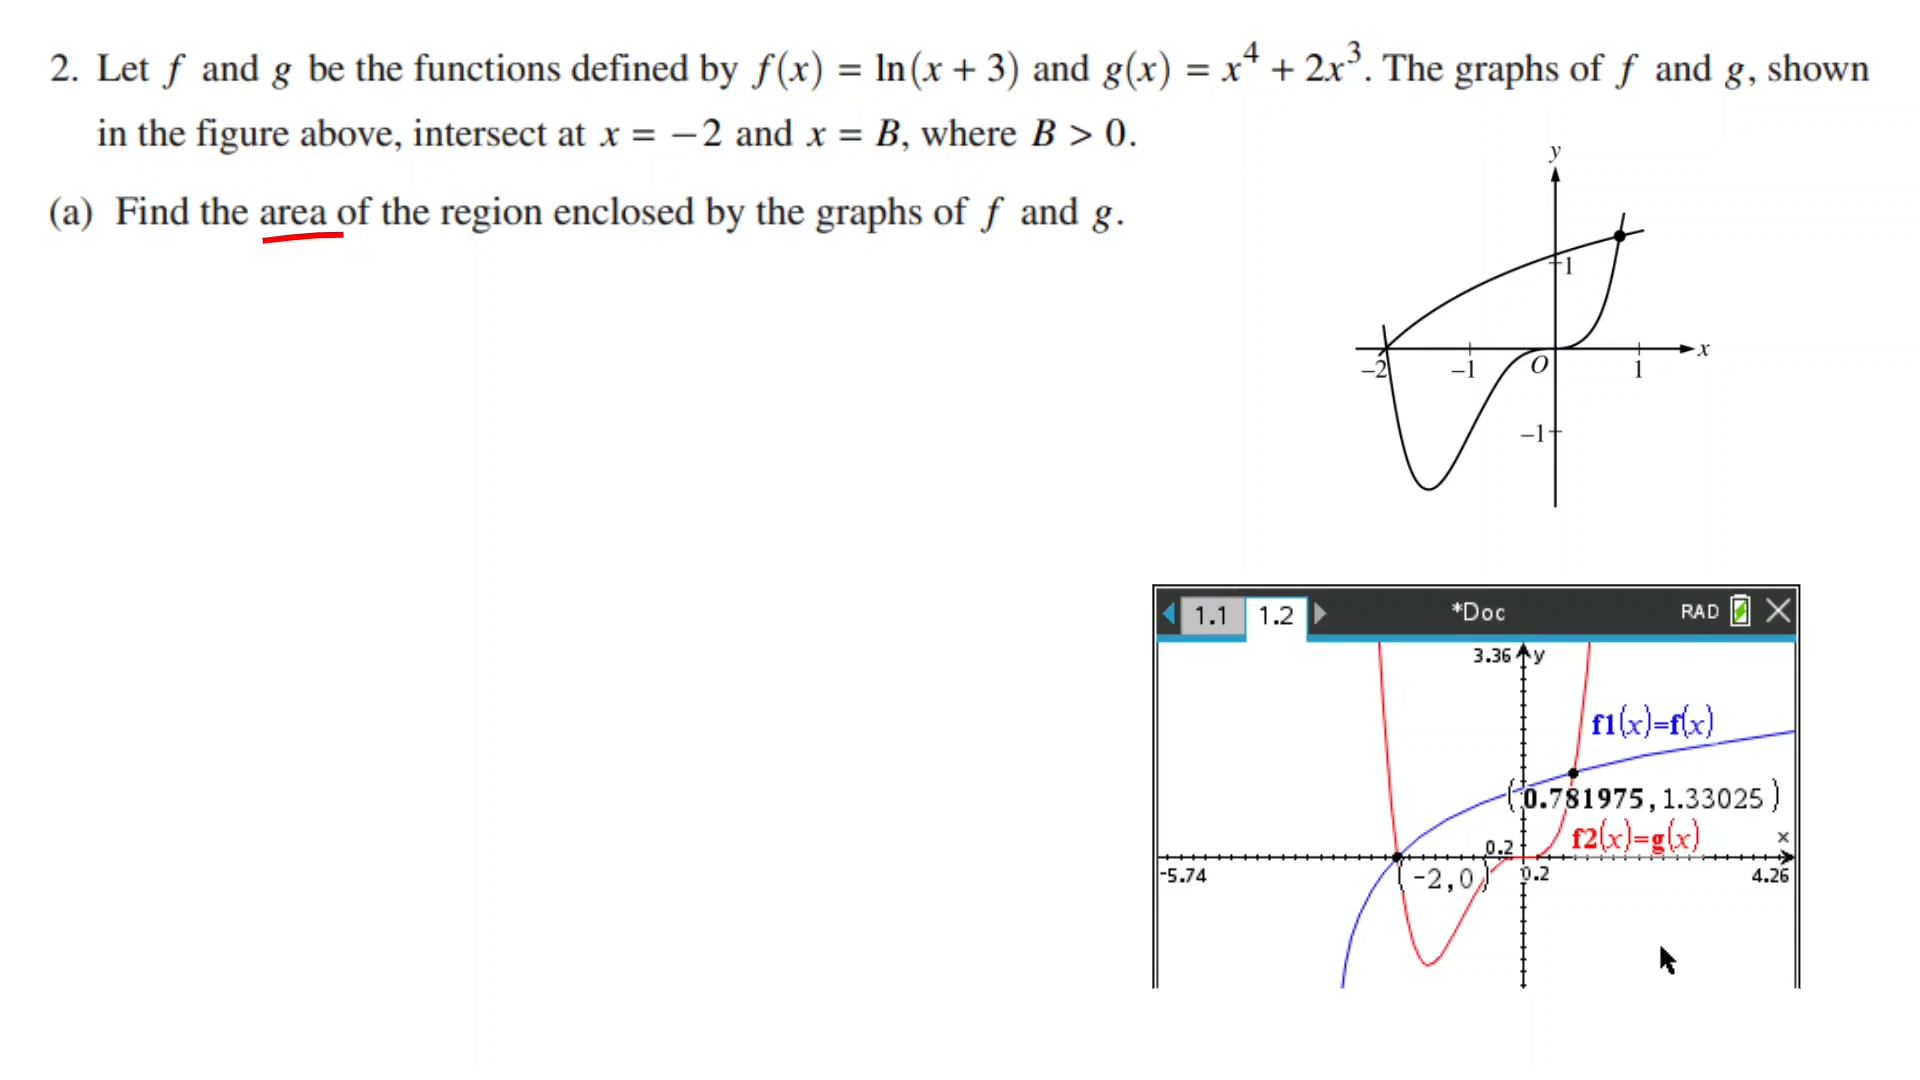 2. Let f and g be the functions defined by f(x) = ln(x + 3) and g(x) = x⁴ + 2x³. The graphs of f and g, shown
in the figure above, intersect at x = −2 and x = B, where B > 0.
(a) Find the area of the region enclosed by the graphs of f and g.
y
1
−2 −1 O 1 x
−1
1.1 1.2 *Doc RAD
3.36 y
f1(x)=f(x)
(0.781975,1.33025)
f2(x)=g(x)
0.2 x
-5.74 (-2,0) 0.2 4.26